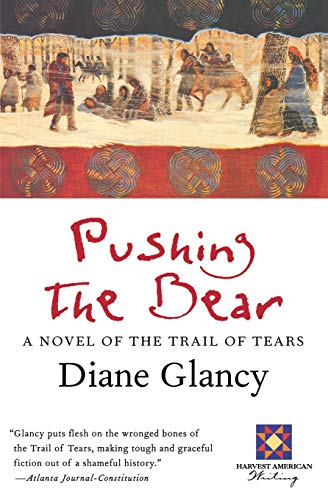 Pushing
the Bear
A NOVEL OF THE TRAIL OF TEARS
Diane Glancy
“Glancy puts flesh on the wronged bones of
the Trail of Tears, making tough and graceful
fiction out of a shameful history.”
—Atlanta Journal-Constitution
HARVEST AMERICAN
Writing